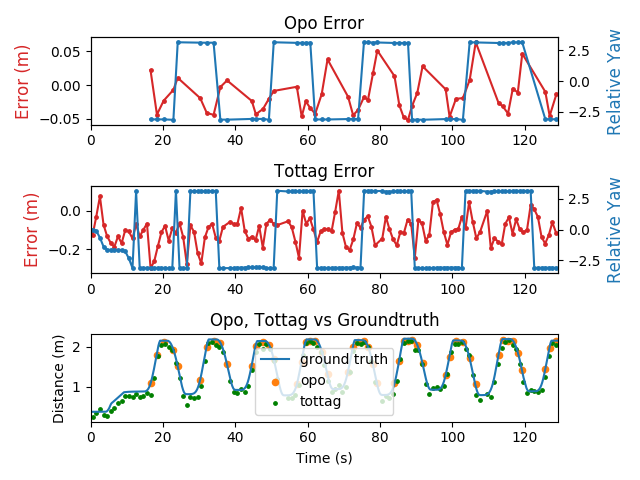 Opo Error
Error (m)
0.05
0.00
−0.05
2.5
0.0
−2.5
Relative Yaw
0 20 40 60 80 100 120
Tottag Error
Error (m)
0.0
−0.2
2.5
0.0
−2.5
Relative Yaw
0 20 40 60 80 100 120
Opo, Tottag vs Groundtruth
Distance (m)
2
1
ground truth
opo
tottag
0 20 40 60 80 100 120
Time (s)